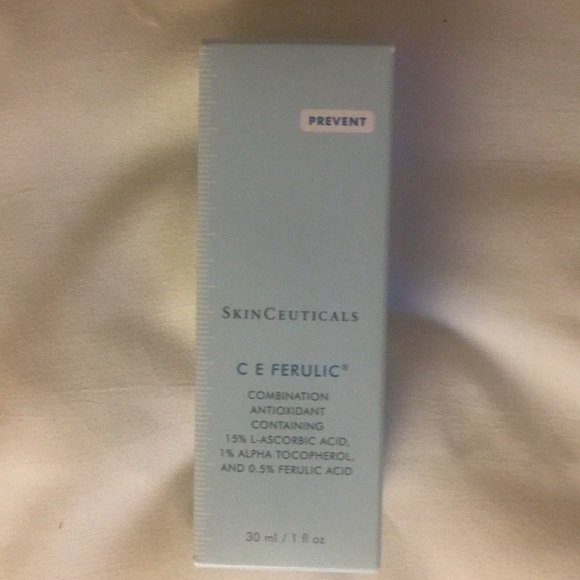 PREVENT
SKINCEUTICALS
C E FERULIC®
COMBINATION
ANTIOXIDANT
CONTAINING
15% L-ASCORBIC ACID,
1% ALPHA TOCOPHEROL,
AND 0.5% FERULIC ACID
30 ml / 1 fl oz